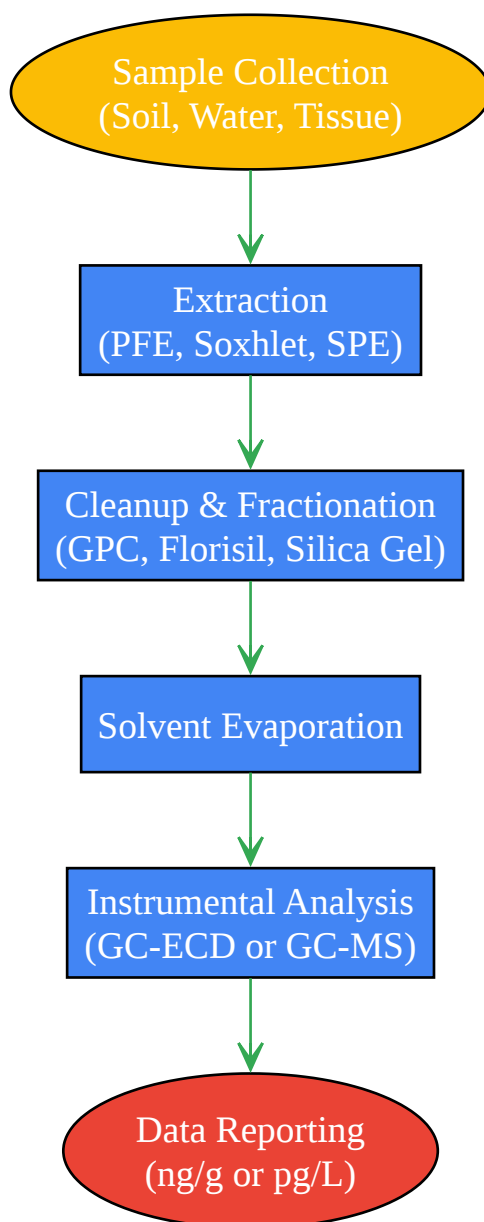 Sample Collection
(Soil, Water, Tissue)
Extraction
(PFE, Soxhlet, SPE)
Cleanup & Fractionation
(GPC, Florisil, Silica Gel)
Solvent Evaporation
Instrumental Analysis
(GC-ECD or GC-MS)
Data Reporting
(ng/g or pg/L)